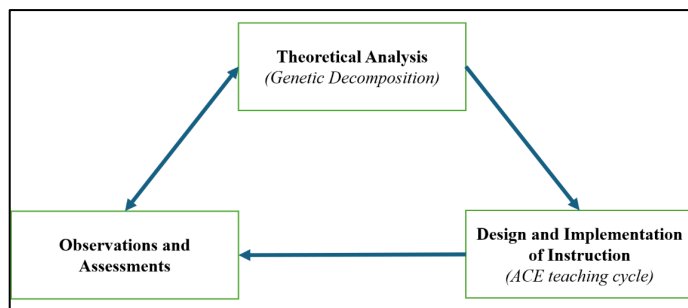 Theoretical Analysis
(Genetic Decomposition)
Observations and
Assessments
Design and Implementation
of Instruction
(ACE teaching cycle)